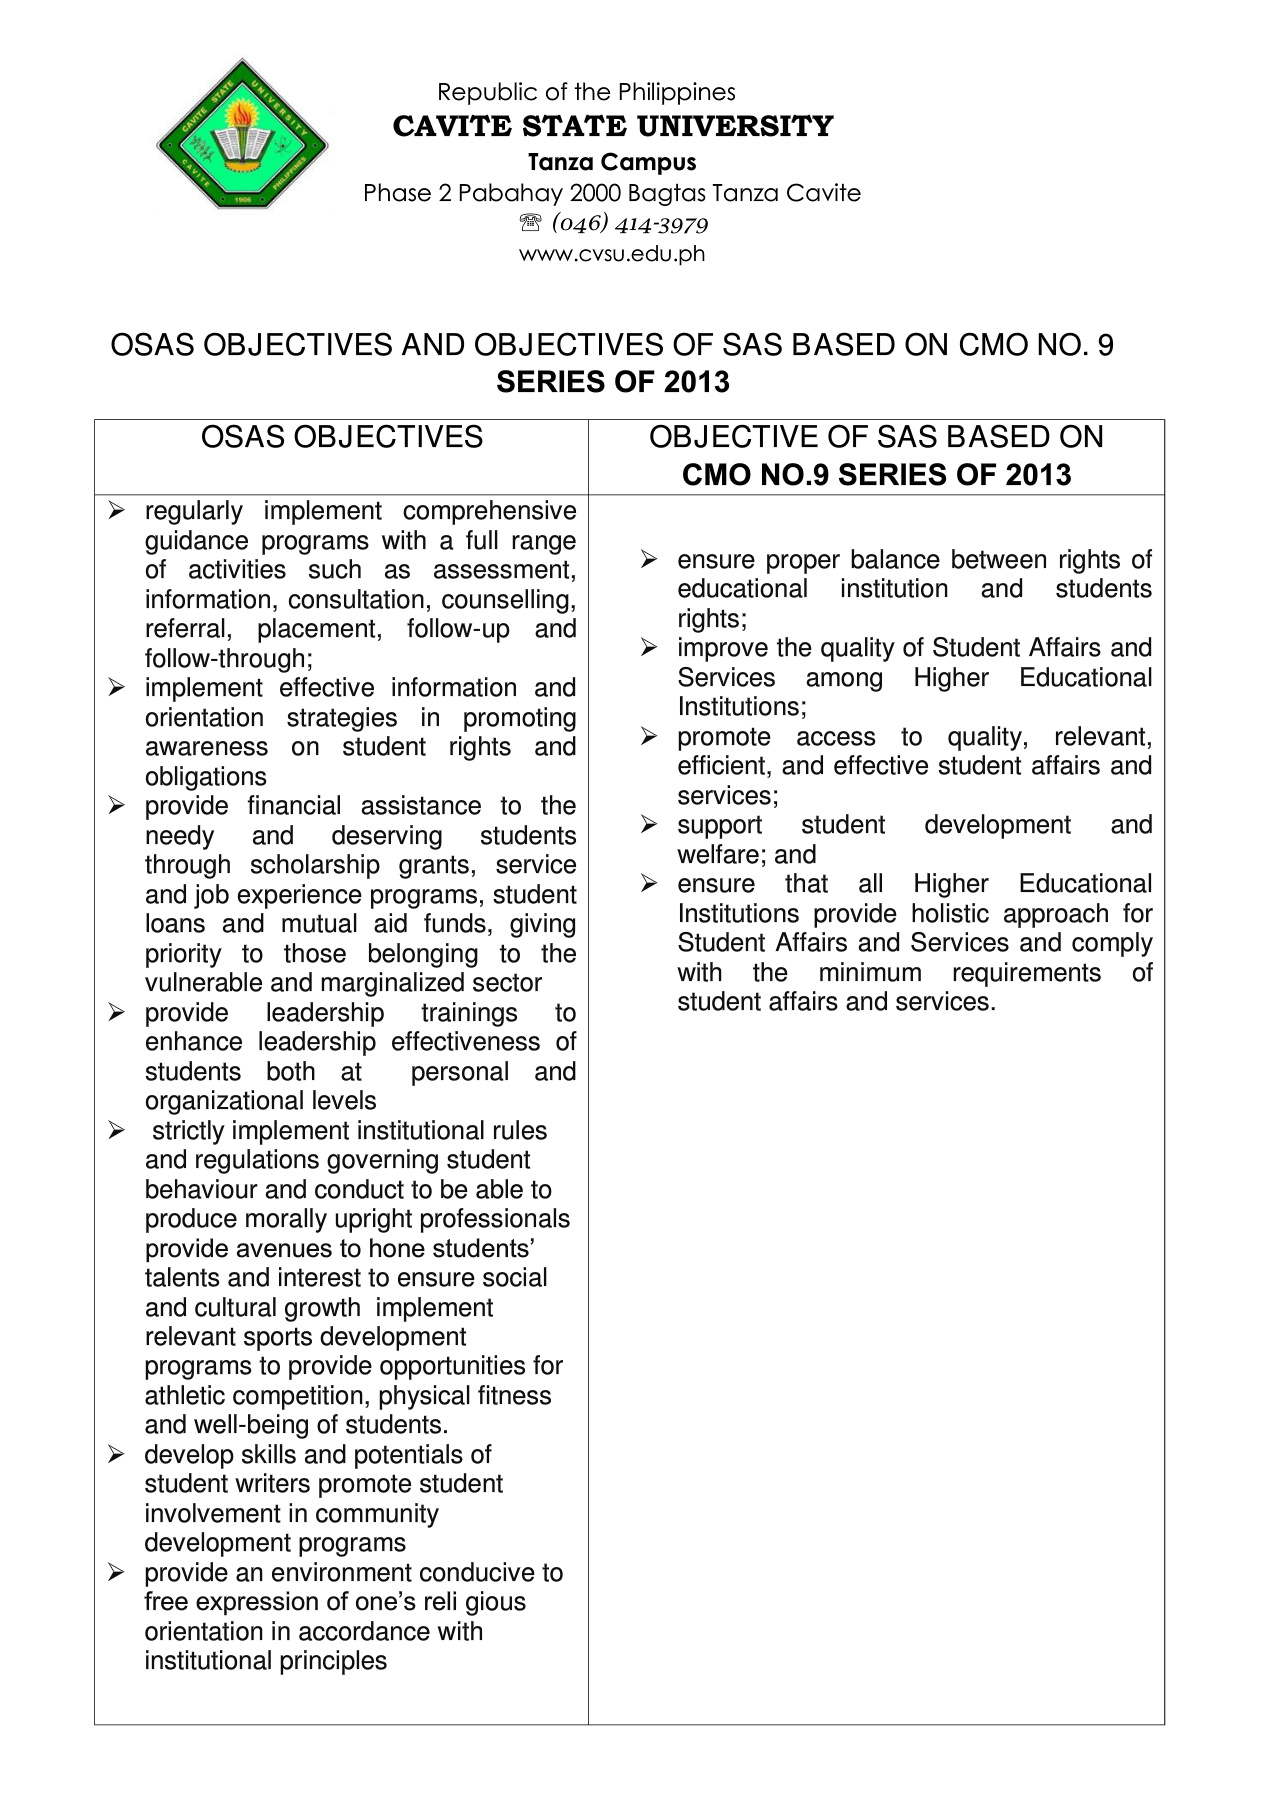 CAVITE STATE UNIVERSITY
CAVITE
PHILIPPINES
1906
Republic of the Philippines
CAVITE STATE UNIVERSITY
Tanza Campus
Phase 2 Pabahay 2000 Bagtas Tanza Cavite
☏ (046) 414-3979
www.cvsu.edu.ph
OSAS OBJECTIVES AND OBJECTIVES OF SAS BASED ON CMO NO. 9
SERIES OF 2013
OSAS OBJECTIVES
OBJECTIVE OF SAS BASED ON
CMO NO.9 SERIES OF 2013
➢ regularly implement comprehensive
guidance programs with a full range
of activities such as assessment,
information, consultation, counselling,
referral, placement, follow-up and
follow-through;
➢ implement effective information and
orientation strategies in promoting
awareness on student rights and
obligations
➢ provide financial assistance to the
needy and deserving students
through scholarship grants, service
and job experience programs, student
loans and mutual aid funds, giving
priority to those belonging to the
vulnerable and marginalized sector
➢ provide leadership trainings to
enhance leadership effectiveness of
students both at personal and
organizational levels
➢ strictly implement institutional rules
and regulations governing student
behaviour and conduct to be able to
produce morally upright professionals
provide avenues to hone students’
talents and interest to ensure social
and cultural growth implement
relevant sports development
programs to provide opportunities for
athletic competition, physical fitness
and well-being of students.
➢ develop skills and potentials of
student writers promote student
involvement in community
development programs
➢ provide an environment conducive to
free expression of one’s reli gious
orientation in accordance with
institutional principles
➢ ensure proper balance between rights of
educational institution and students
rights;
➢ improve the quality of Student Affairs and
Services among Higher Educational
Institutions;
➢ promote access to quality, relevant,
efficient, and effective student affairs and
services;
➢ support student development and
welfare; and
➢ ensure that all Higher Educational
Institutions provide holistic approach for
Student Affairs and Services and comply
with the minimum requirements of
student affairs and services.